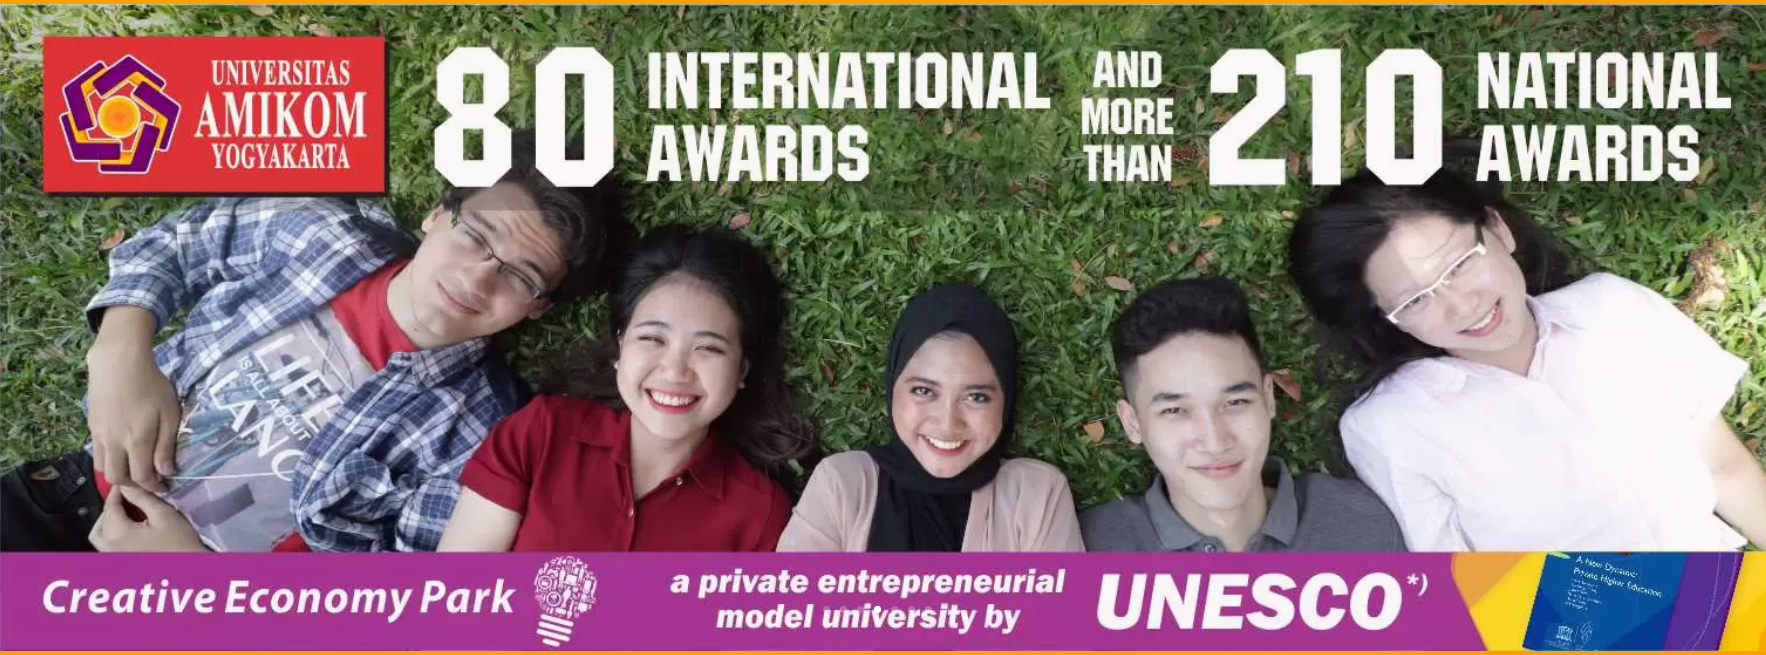 UNIVERSITAS
AMIKOM
YOGYAKARTA
80 INTERNATIONAL
AWARDS
AND
MORE
THAN
210 NATIONAL
AWARDS
LIFE
IS ALL ABOUT
Creative Economy Park
a private entrepreneurial
model university by
UNESCO*)
A New Dynamic:
Private Higher Education